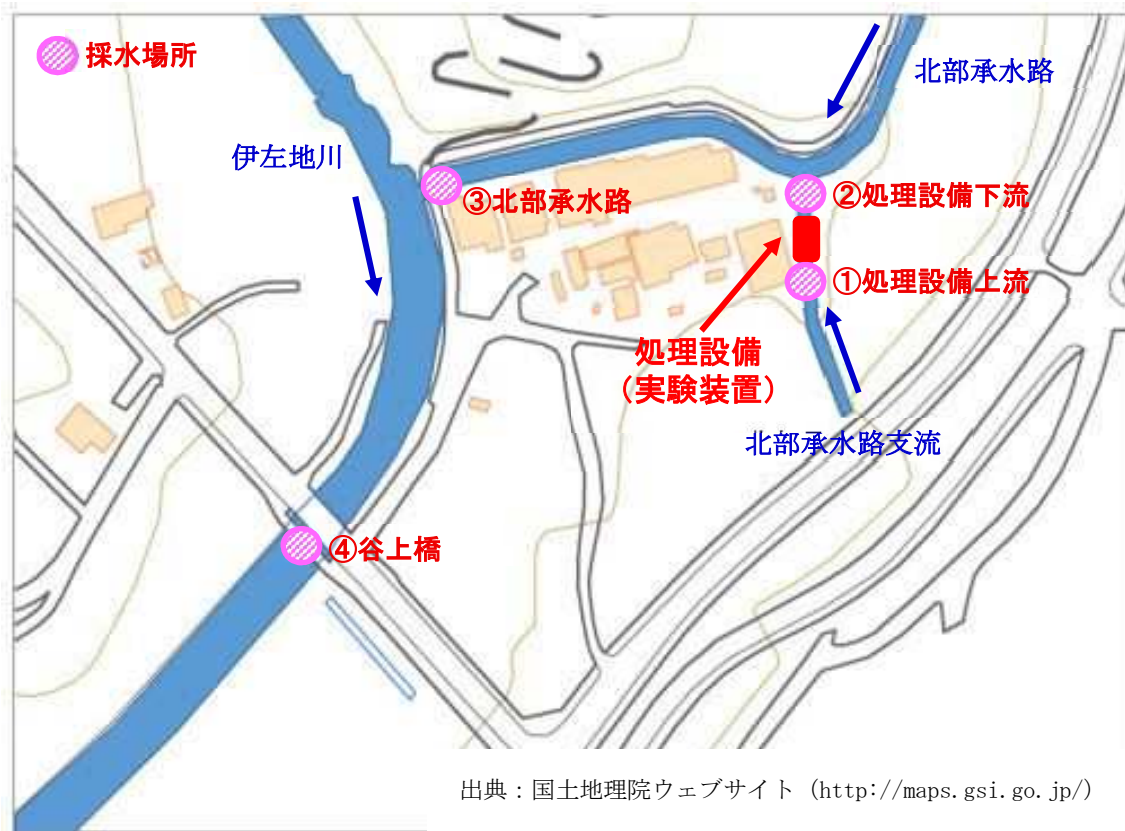 採水場所
北部承水路
伊左地川
③北部承水路
②処理設備下流
①処理設備上流
処理設備
（実験装置）
北部承水路支流
④谷上橋
出典：国土地理院ウェブサイト（http://maps.gsi.go.jp/）